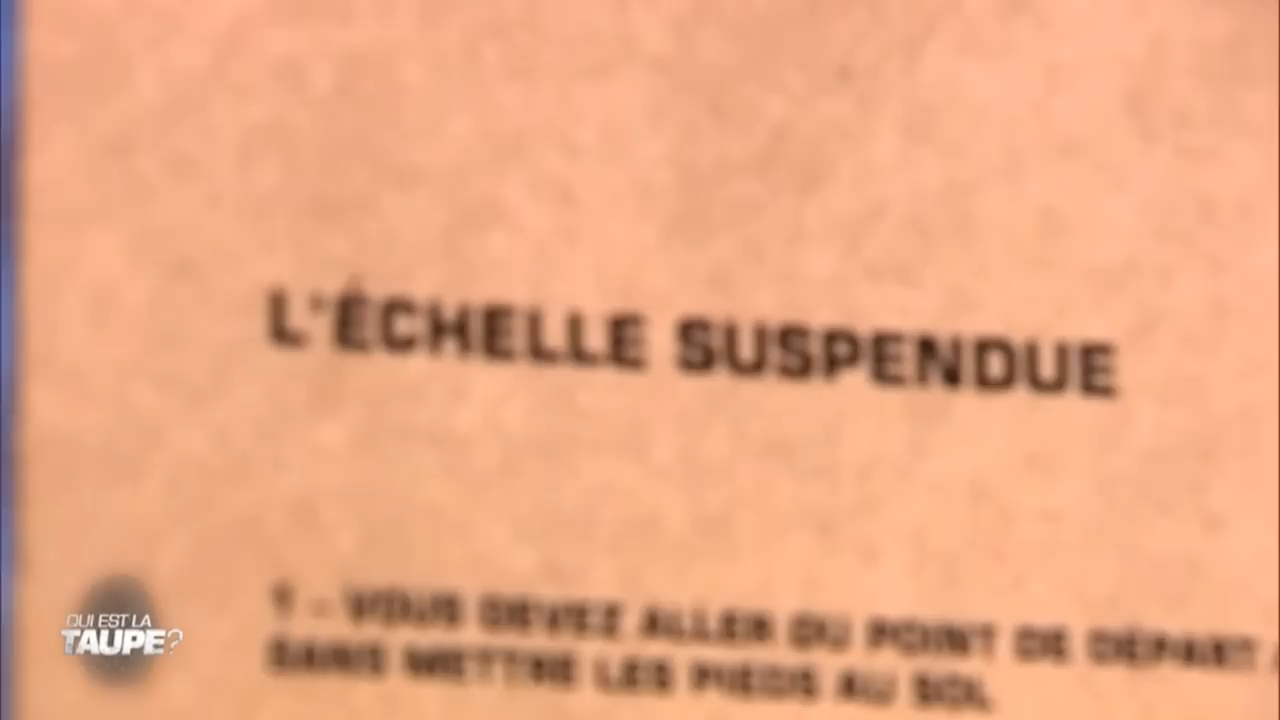 L'ÉCHELLE SUSPENDUE
1 - VOUS DEVEZ ALLER DU POINT DE DÉPART
SANS METTRE LES PIEDS AU SOL
QUI EST LA
TAUPE?